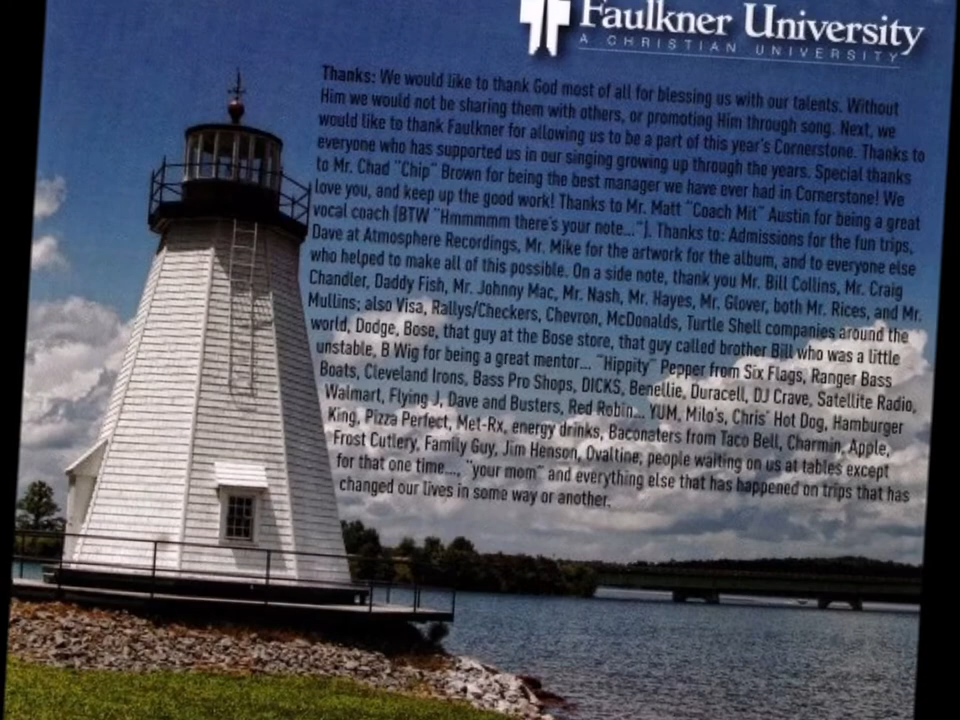 Faulkner University
A CHRISTIAN UNIVERSITY
Thanks: We would like to thank God most of all for blessing us with our talents. Without
Him we would not be sharing them with others, or promoting Him through song. Next, we
would like to thank Faulkner for allowing us to be a part of this year's Cornerstone. Thanks to
everyone who has supported us in our singing growing up through the years. Special thanks
to Mr. Chad "Chip" Brown for being the best manager we have ever had in Cornerstone! We
love you, and keep up the good work! Thanks to Mr. Matt "Coach Mit" Austin for being a great
vocal coach (BTW "Hmmmmm there's your note..."). Thanks to: Admissions for the fun trips,
Dave at Atmosphere Recordings, Mr. Mike for the artwork for the album, and to everyone else
who helped to make all of this possible. On a side note, thank you Mr. Bill Collins, Mr. Craig
Chandler, Daddy Fish, Mr. Johnny Mac, Mr. Nash, Mr. Hayes, Mr. Glover, both Mr. Rices, and Mr.
Mullins; also Visa, Rallys/Checkers, Chevron, McDonalds, Turtle Shell companies around the
world, Dodge, Bose, that guy at the Bose store, that guy called brother Bill who was a little
unstable, B Wig for being a great mentor... "Hippity" Pepper from Six Flags, Ranger Bass
Boats, Cleveland Irons, Bass Pro Shops, DICKS, Benellie, Duracell, DJ Crave, Satellite Radio,
Walmart, Flying J, Dave and Busters, Red Robin... YUM, Milo's, Chris' Hot Dog, Hamburger
King, Pizza Perfect, Met-Rx, energy drinks, Baconaters from Taco Bell, Charmin, Apple,
Frost Cutlery, Family Guy, Jim Henson, Ovaltine, people waiting on us at tables except
for that one time..., "your mom" and everything else that has happened on trips that has
changed our lives in some way or another.